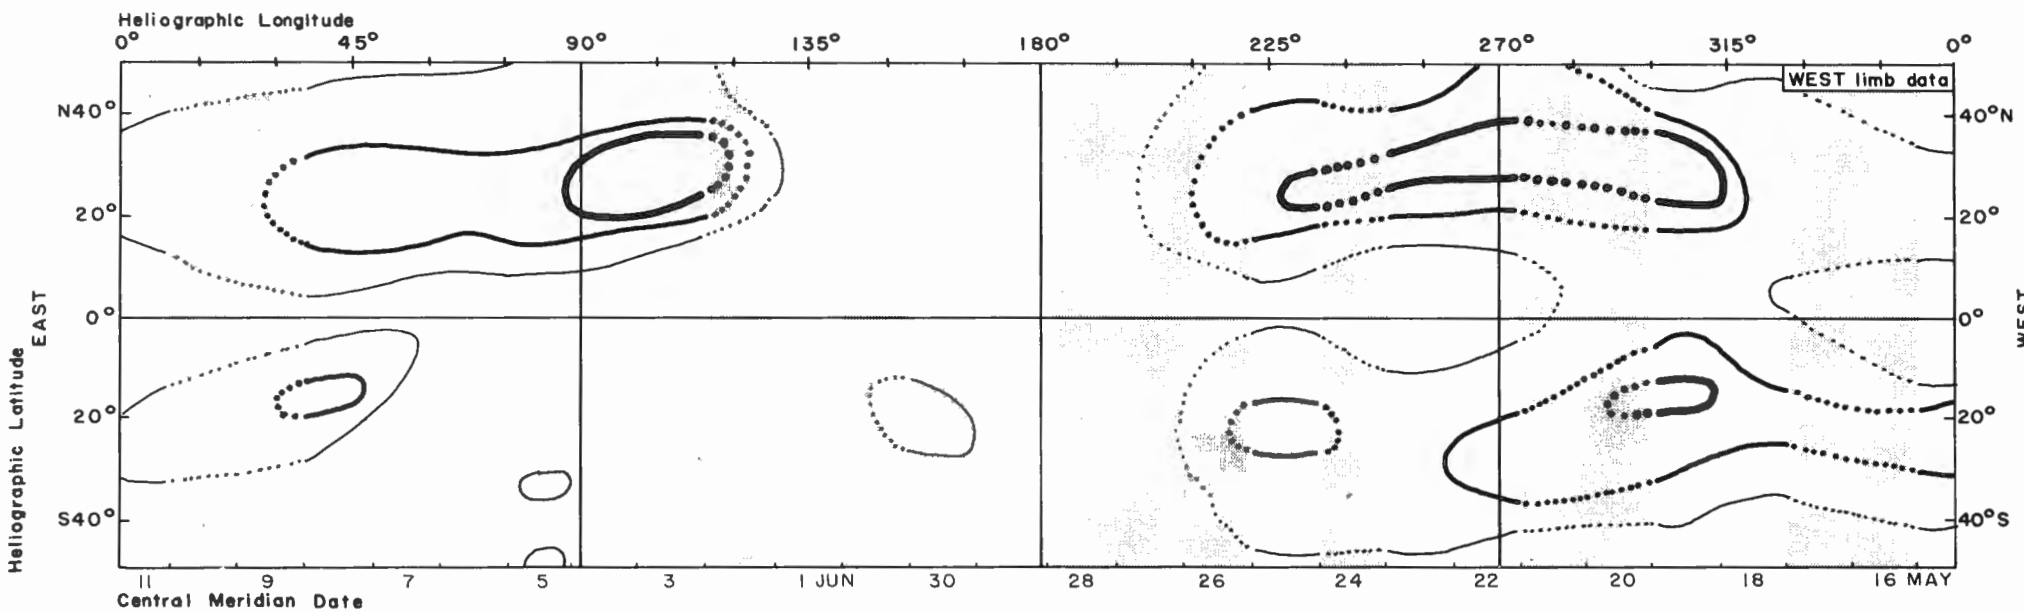 Heliographic Longitude
0° 45° 90° 135° 180° 225° 270° 315° 0°
WEST limb data
N40° 40°N
20° 20°
0° 0°
20° 20°
S40° 40°S
Heliographic Latitude
EAST
WEST
11 9 7 5 3 1 JUN 30 28 26 24 22 20 18 16 MAY
Central Meridian Date